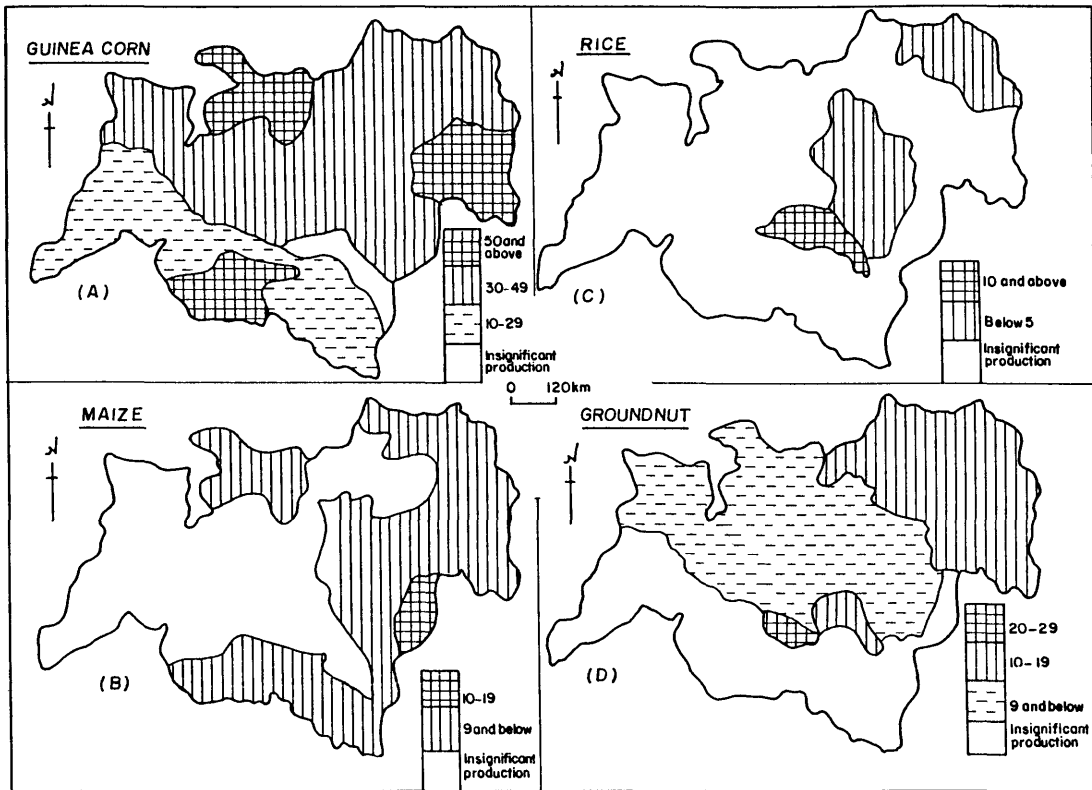 GUINEA CORN
N
(A)
50 and
above
30-49
10-29
Insignificant
production
RICE
N
(C)
10 and above
Below 5
Insignificant
production
0 120km
MAIZE
N
(B)
10-19
9 and below
Insignificant
production
GROUNDNUT
N
(D)
20-29
10-19
9 and below
Insignificant
production